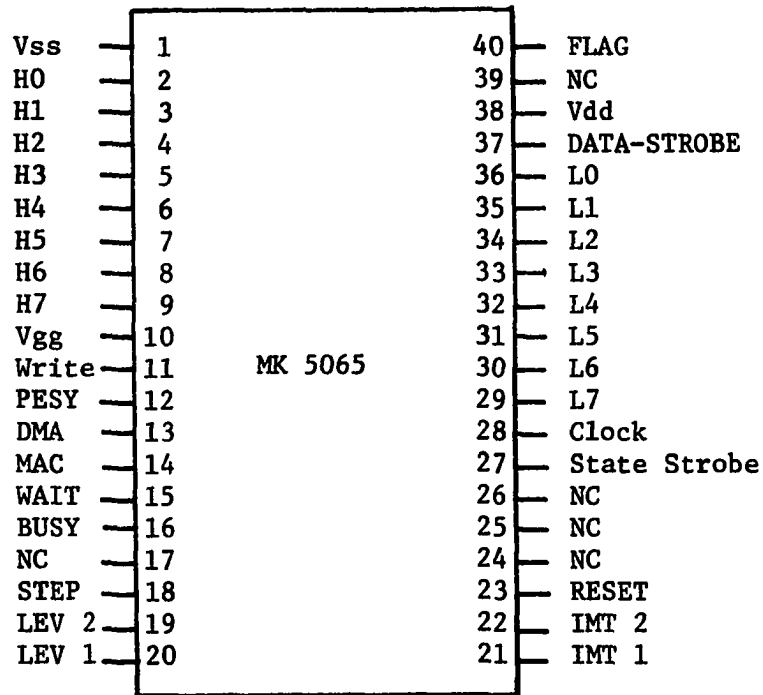 Vss 1 40 FLAG
H0 2 39 NC
H1 3 38 Vdd
H2 4 37 DATA-STROBE
H3 5 36 L0
H4 6 35 L1
H5 7 34 L2
H6 8 33 L3
H7 9 32 L4
Vgg 10 31 L5
Write 11 MK 5065 30 L6
PESY 12 29 L7
DMA 13 28 Clock
MAC 14 27 State Strobe
WAIT 15 26 NC
BUSY 16 25 NC
NC 17 24 NC
STEP 18 23 RESET
LEV 2 19 22 IMT 2
LEV 1 20 21 IMT 1